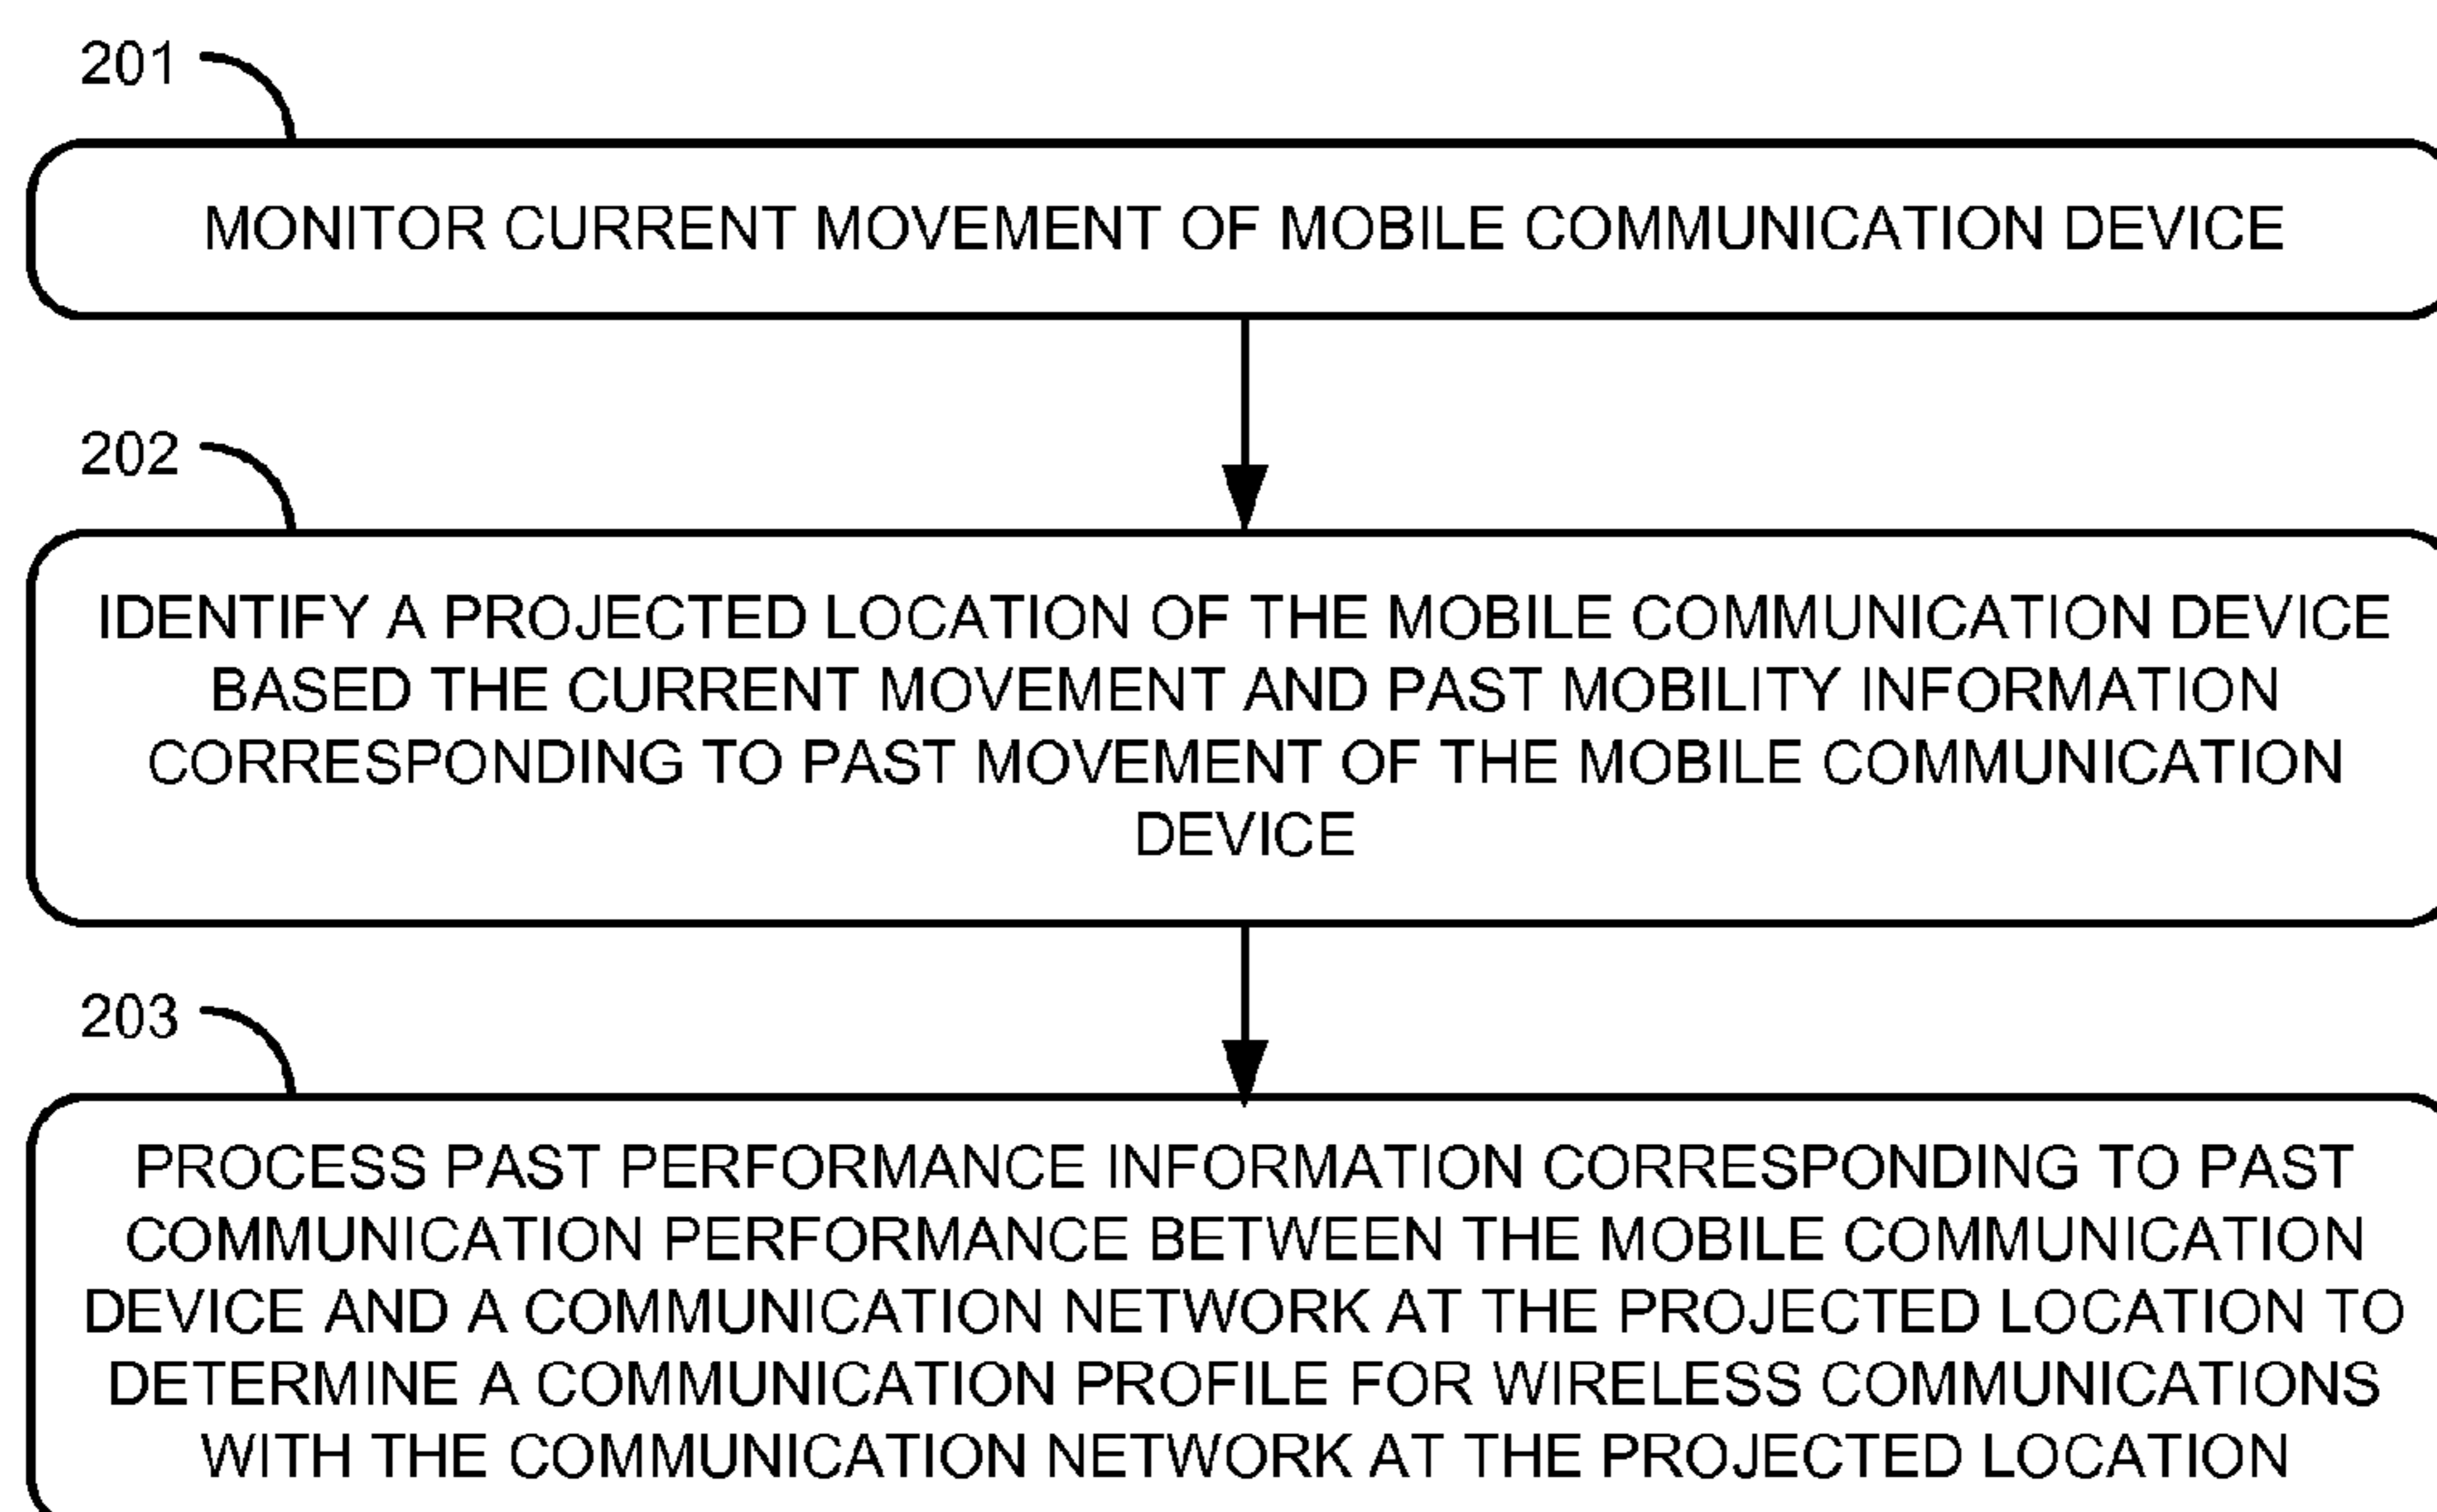 201
MONITOR CURRENT MOVEMENT OF MOBILE COMMUNICATION DEVICE
202
IDENTIFY A PROJECTED LOCATION OF THE MOBILE COMMUNICATION DEVICE
BASED THE CURRENT MOVEMENT AND PAST MOBILITY INFORMATION
CORRESPONDING TO PAST MOVEMENT OF THE MOBILE COMMUNICATION
DEVICE
203
PROCESS PAST PERFORMANCE INFORMATION CORRESPONDING TO PAST
COMMUNICATION PERFORMANCE BETWEEN THE MOBILE COMMUNICATION
DEVICE AND A COMMUNICATION NETWORK AT THE PROJECTED LOCATION TO
DETERMINE A COMMUNICATION PROFILE FOR WIRELESS COMMUNICATIONS
WITH THE COMMUNICATION NETWORK AT THE PROJECTED LOCATION